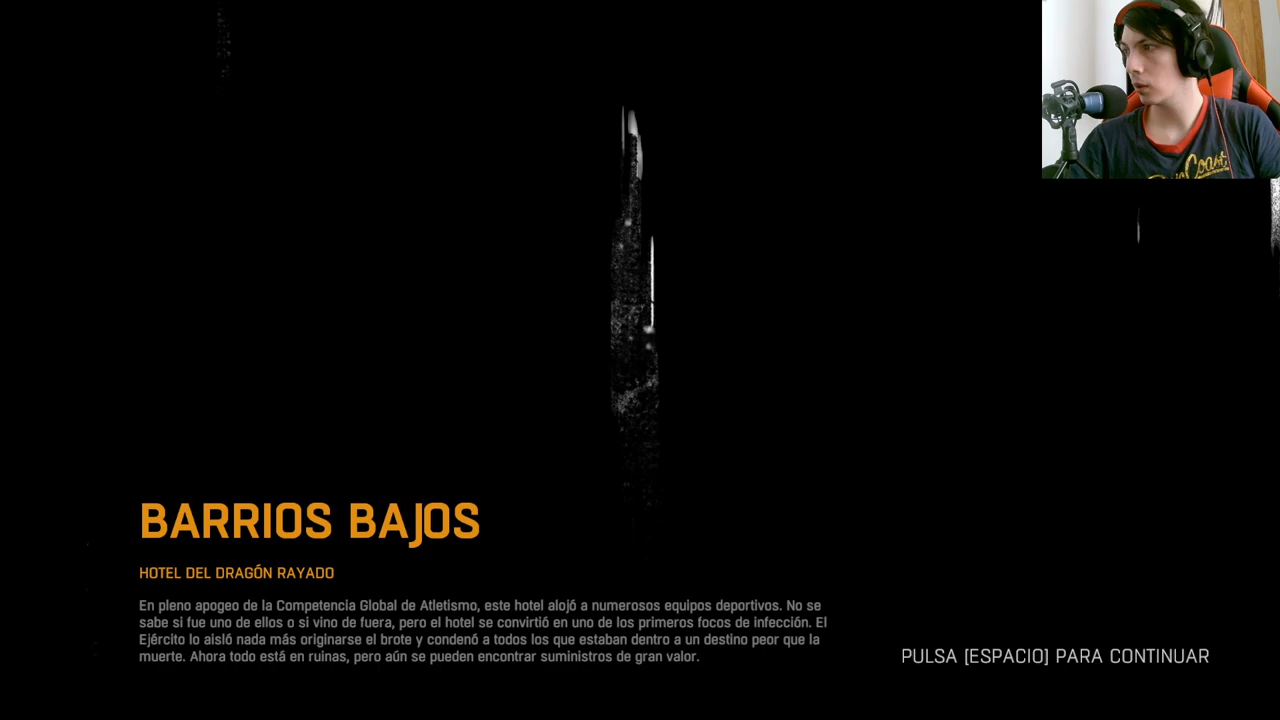 Coast
BARRIOS BAJOS
HOTEL DEL DRAGÓN RAYADO
En pleno apogeo de la Competencia Global de Atletismo, este hotel alojó a numerosos equipos deportivos. No se
sabe si fue uno de ellos o si vino de fuera, pero el hotel se convirtió en uno de los primeros focos de infección. El
Ejército lo aisló nada más originarse el brote y condenó a todos los que estaban dentro a un destino peor que la
muerte. Ahora todo está en ruinas, pero aún se pueden encontrar suministros de gran valor.
PULSA [ESPACIO] PARA CONTINUAR